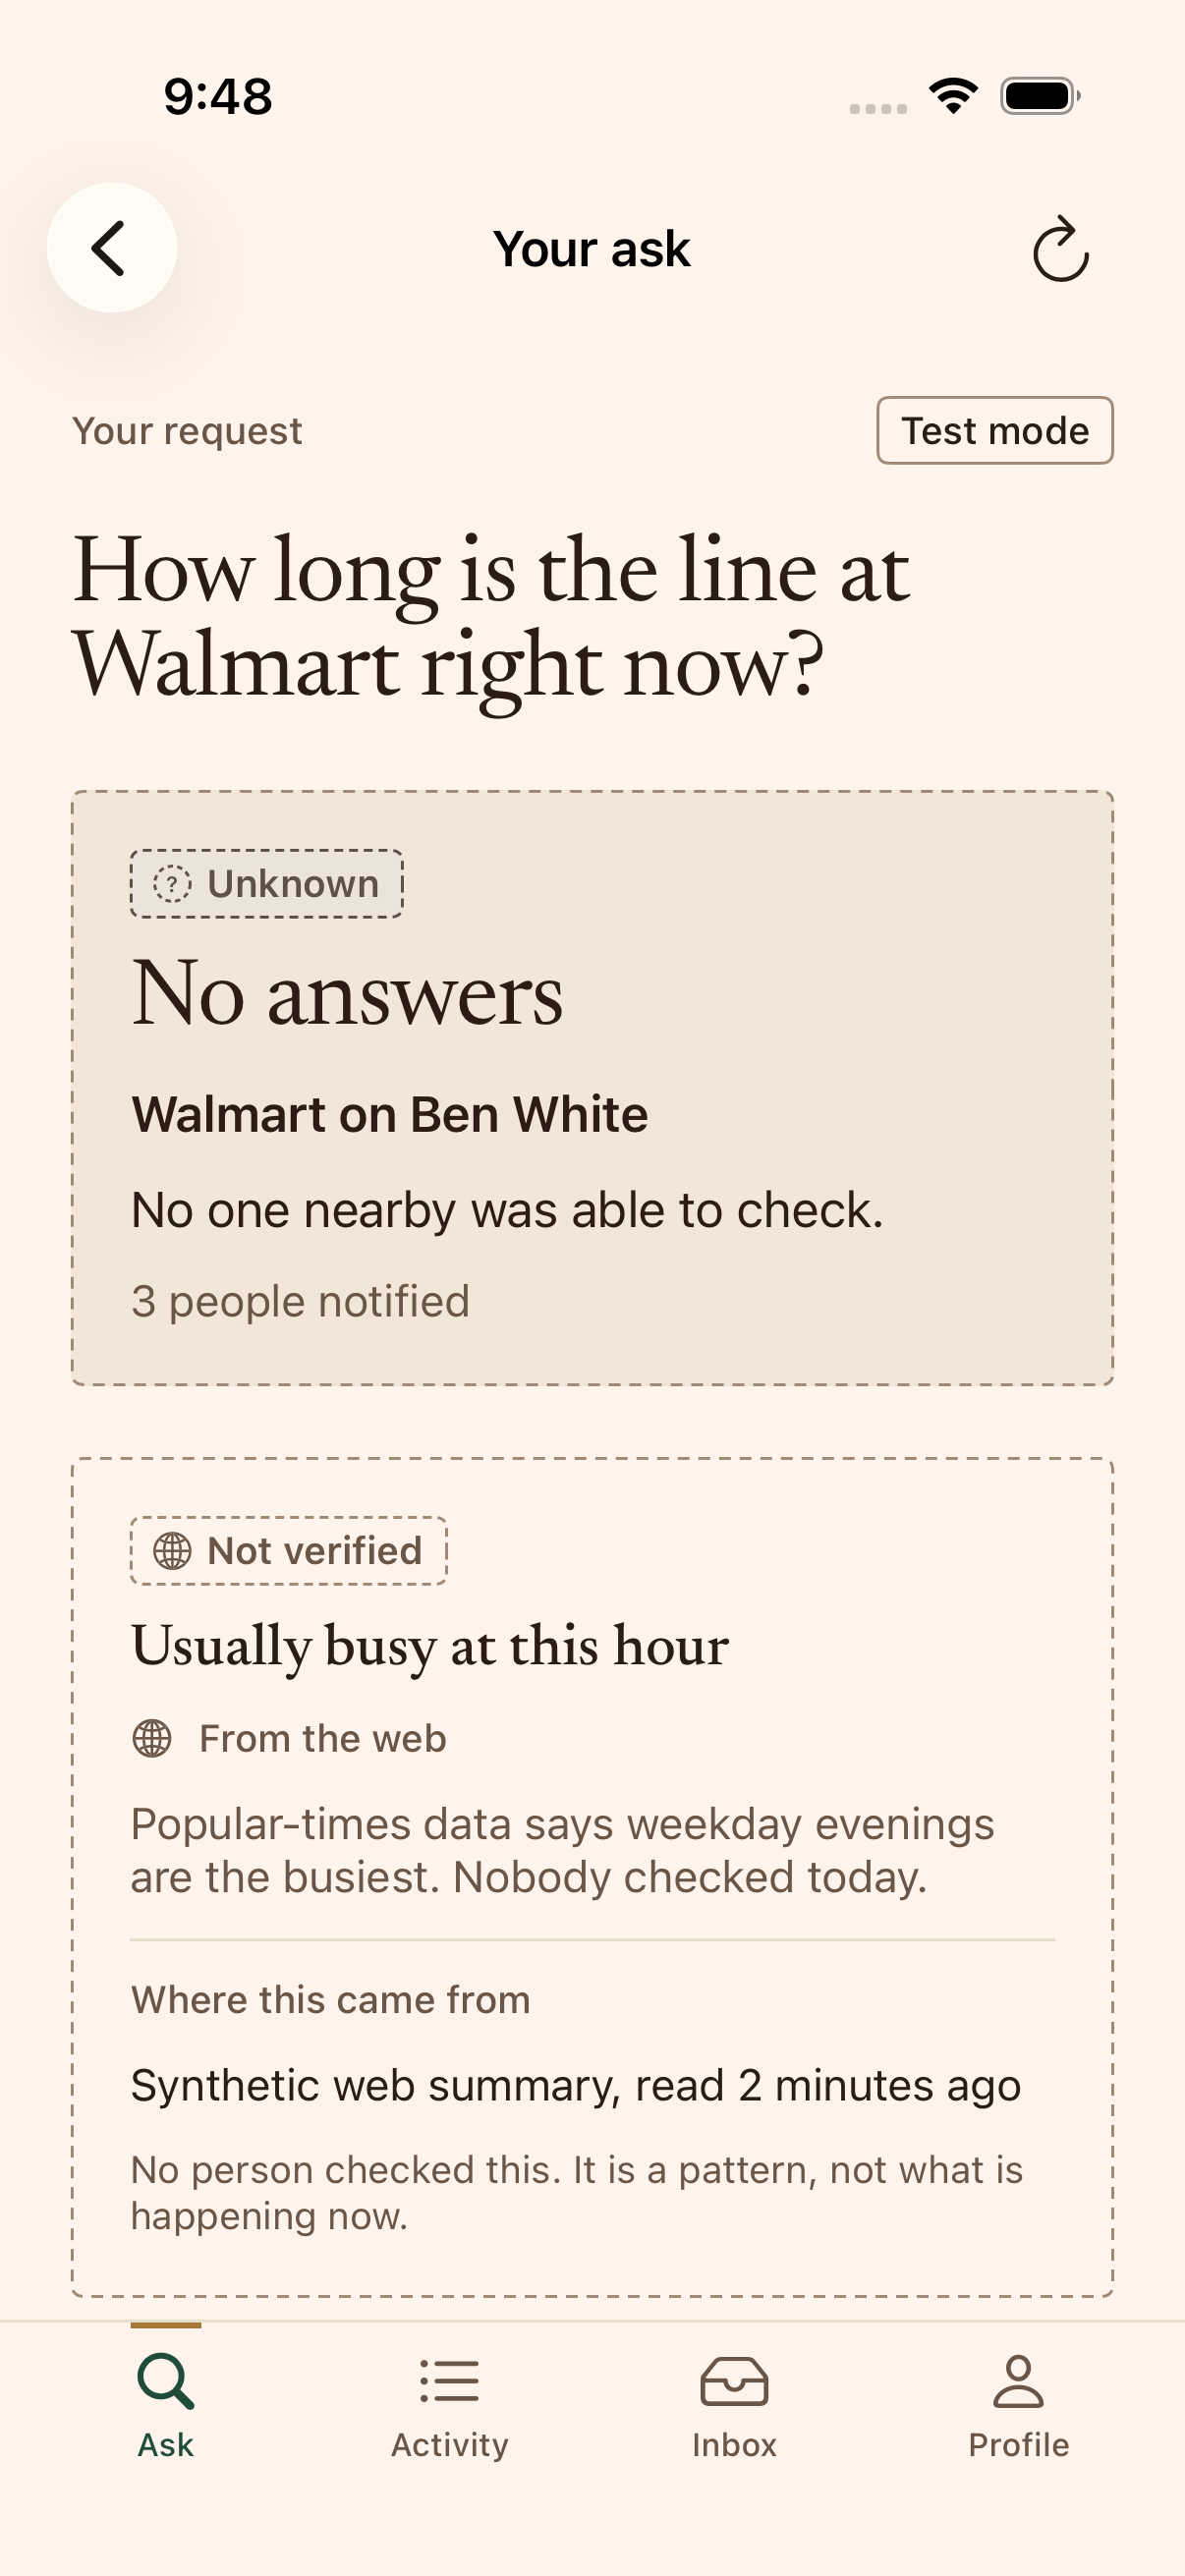 9:48
Your ask
Your request
Test mode
How long is the line at
Walmart right now?
? Unknown
No answers
Walmart on Ben White
No one nearby was able to check.
3 people notified
Not verified
Usually busy at this hour
From the web
Popular-times data says weekday evenings
are the busiest. Nobody checked today.
Where this came from
Synthetic web summary, read 2 minutes ago
No person checked this. It is a pattern, not what is
happening now.
Ask
Activity
Inbox
Profile